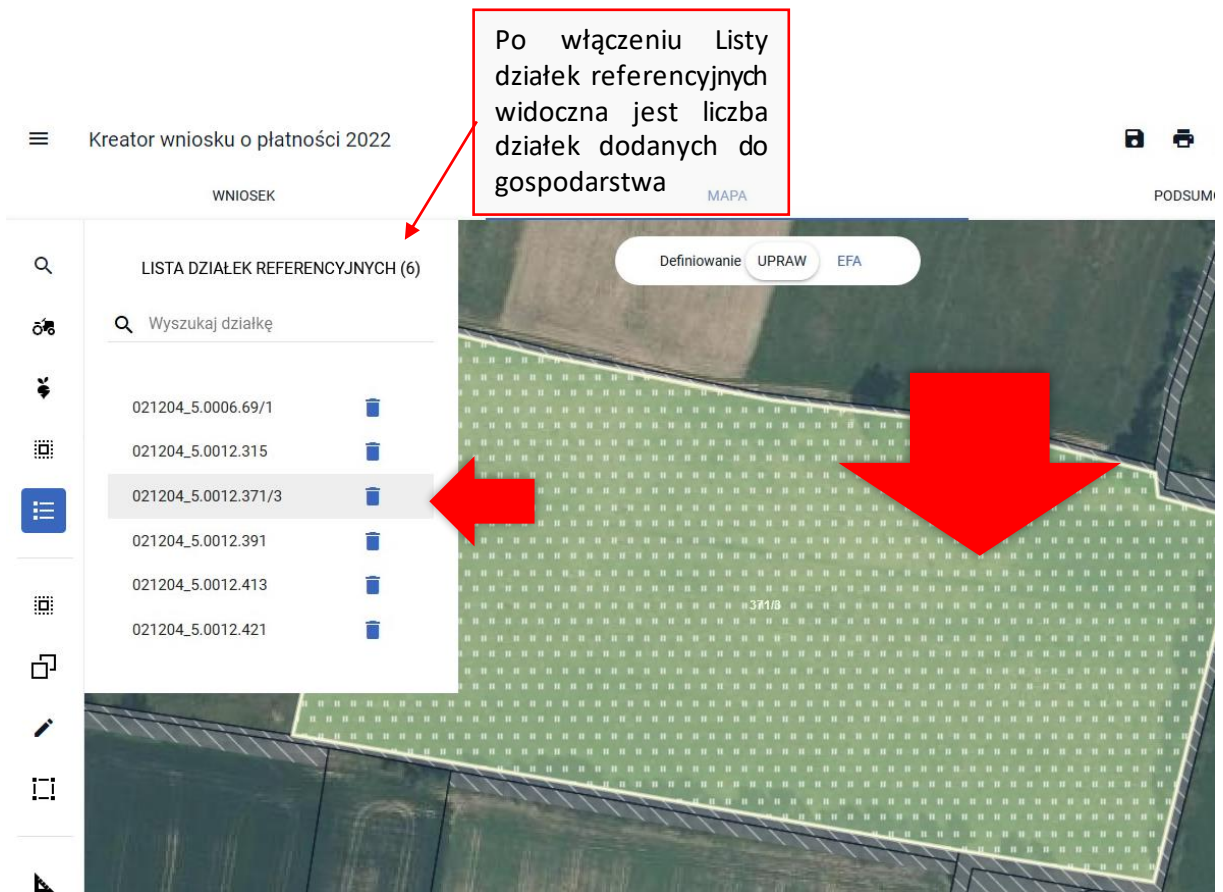 Po włączeniu Listy
działek referencyjnych
widoczna jest liczba
działek dodanych do
gospodarstwa
Kreator wniosku o płatności 2022
WNIOSEK
MAPA
PODSUM
LISTA DZIAŁEK REFERENCYJNYCH (6)
Definiowanie UPRAW EFA
Wyszukaj działkę
021204_5.0006.69/1
021204_5.0012.315
021204_5.0012.371/3
021204_5.0012.391
021204_5.0012.413
021204_5.0012.421
371/3